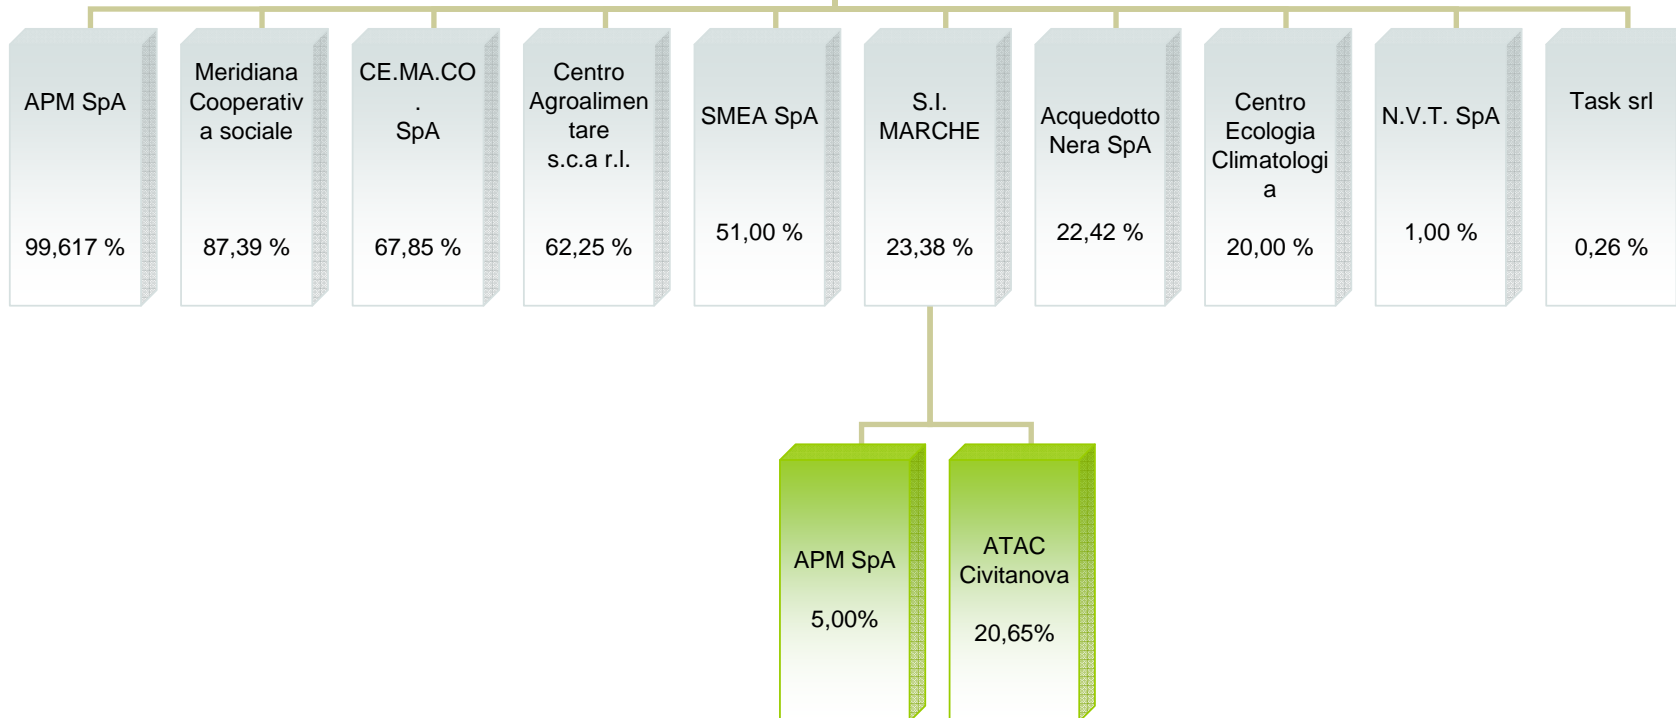 APM SpA
99,617 %
Meridiana
Cooperativ
a sociale
87,39 %
CE.MA.CO
.
SpA
67,85 %
Centro
Agroalimen
tare
s.c.a r.l.
62,25 %
SMEA SpA
51,00 %
S.I.
MARCHE
23,38 %
Acquedotto
Nera SpA
22,42 %
Centro
Ecologia
Climatologi
a
20,00 %
N.V.T. SpA
1,00 %
Task srl
0,26 %
APM SpA
5,00%
ATAC
Civitanova
20,65%